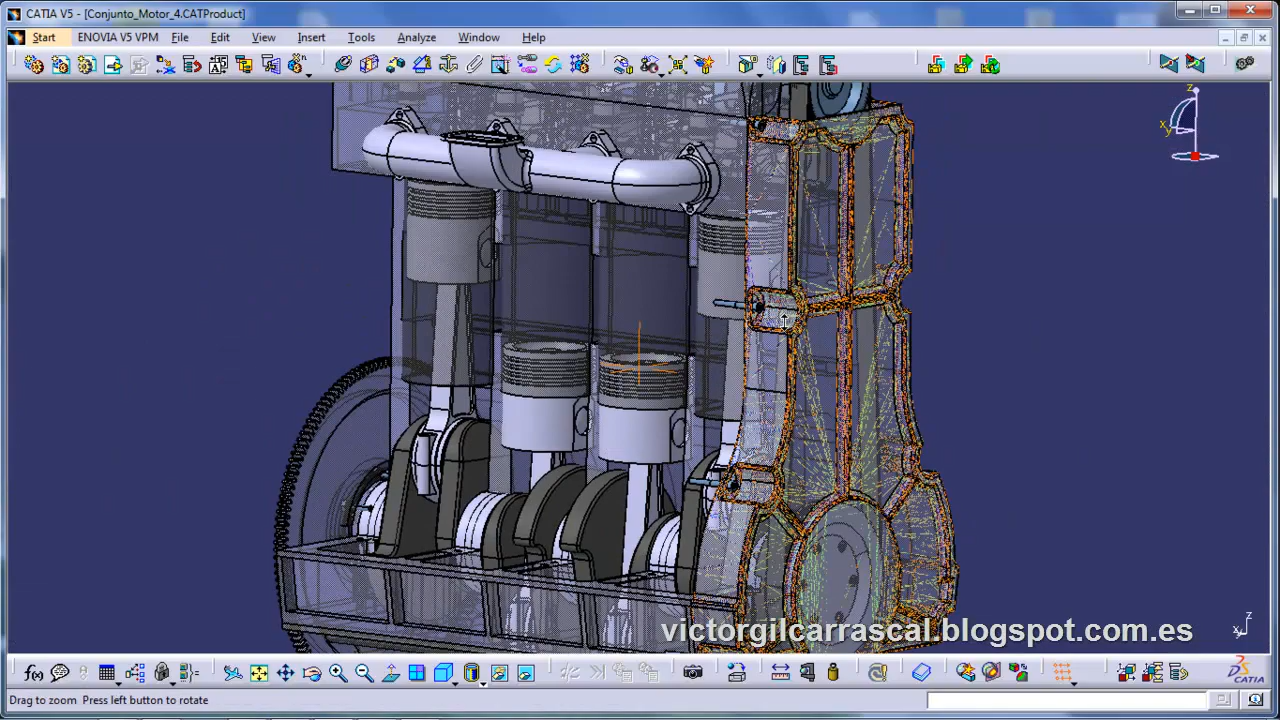 CATIA V5 - [Conjunto_Motor_4.CATProduct]
Start ENOVIA V5 VPM File Edit View Insert Tools Analyze Window Help
z
x
y
victorgilcarrascal.blogspot.com.es
z
x
y
f(x)
CATIA
Drag to zoom Press left button to rotate